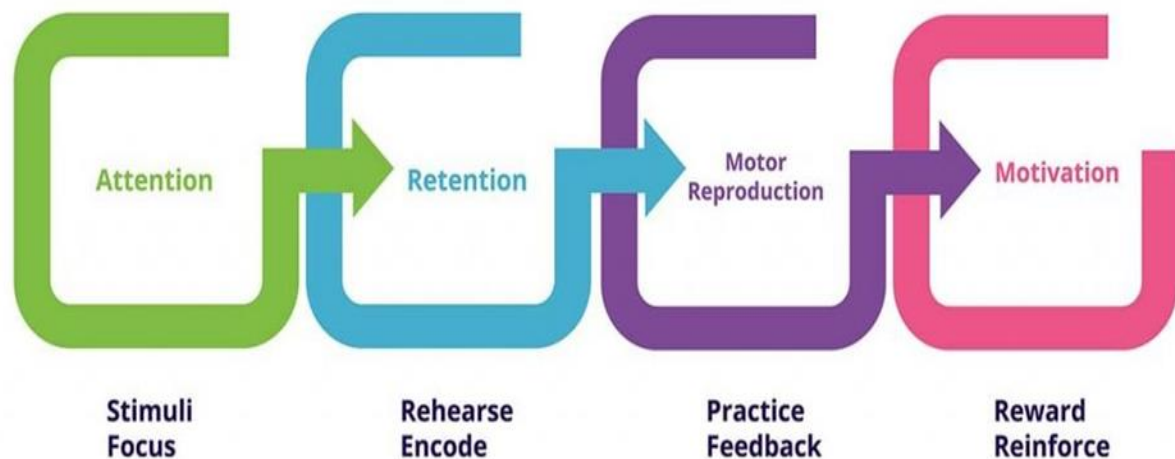 Attention
Retention
Motor
Reproduction
Motivation
Stimuli
Focus
Rehearse
Encode
Practice
Feedback
Reward
Reinforce